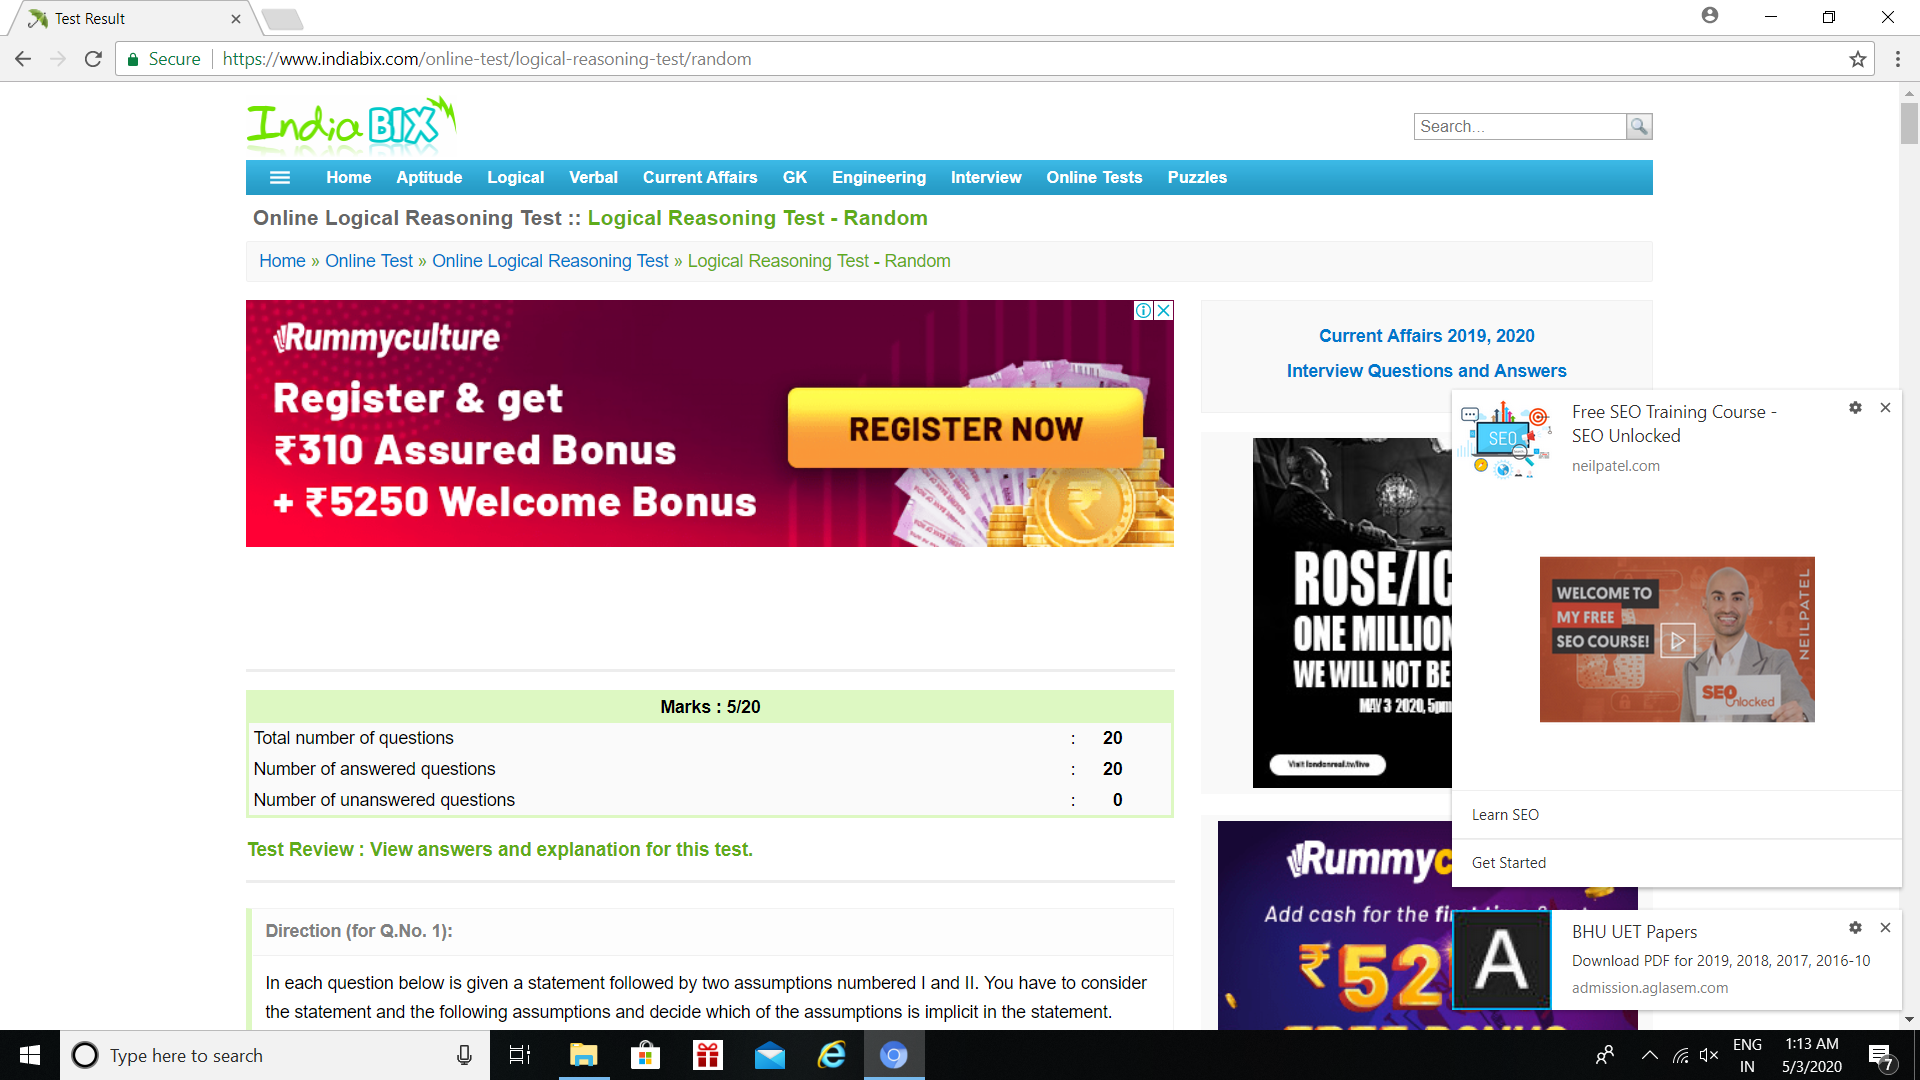 Test Result
Secure
https://www.indiabix.com/online-test/logical-reasoning-test/random
India BIX
Search...
Home Aptitude Logical Verbal Current Affairs GK Engineering Interview Online Tests Puzzles
Online Logical Reasoning Test :: Logical Reasoning Test - Random
Home » Online Test » Online Logical Reasoning Test » Logical Reasoning Test - Random
Rummyculture
Register & get
₹310 Assured Bonus
+ ₹5250 Welcome Bonus
REGISTER NOW
Current Affairs 2019, 2020
Interview Questions and Answers
ROSE/IC
ONE MILLION
WE WILL NOT BE
MAY 3 2020, 5pm
Visit londonreal.tv/live
Free SEO Training Course -
SEO Unlocked
neilpatel.com
SEO
WELCOME TO
MY FREE
SEO COURSE!
NEILPATEL
SEO
Unlocked
Learn SEO
Get Started
Marks : 5/20
Total number of questions : 20
Number of answered questions : 20
Number of unanswered questions : 0
Test Review : View answers and explanation for this test.
Direction (for Q.No. 1):
In each question below is given a statement followed by two assumptions numbered I and II. You have to consider
the statement and the following assumptions and decide which of the assumptions is implicit in the statement.
Rummyc
Add cash for the
₹52
A
BHU UET Papers
Download PDF for 2019, 2018, 2017, 2016-10
admission.aglasem.com
Type here to search
ENG
IN
1:13 AM
5/3/2020
7